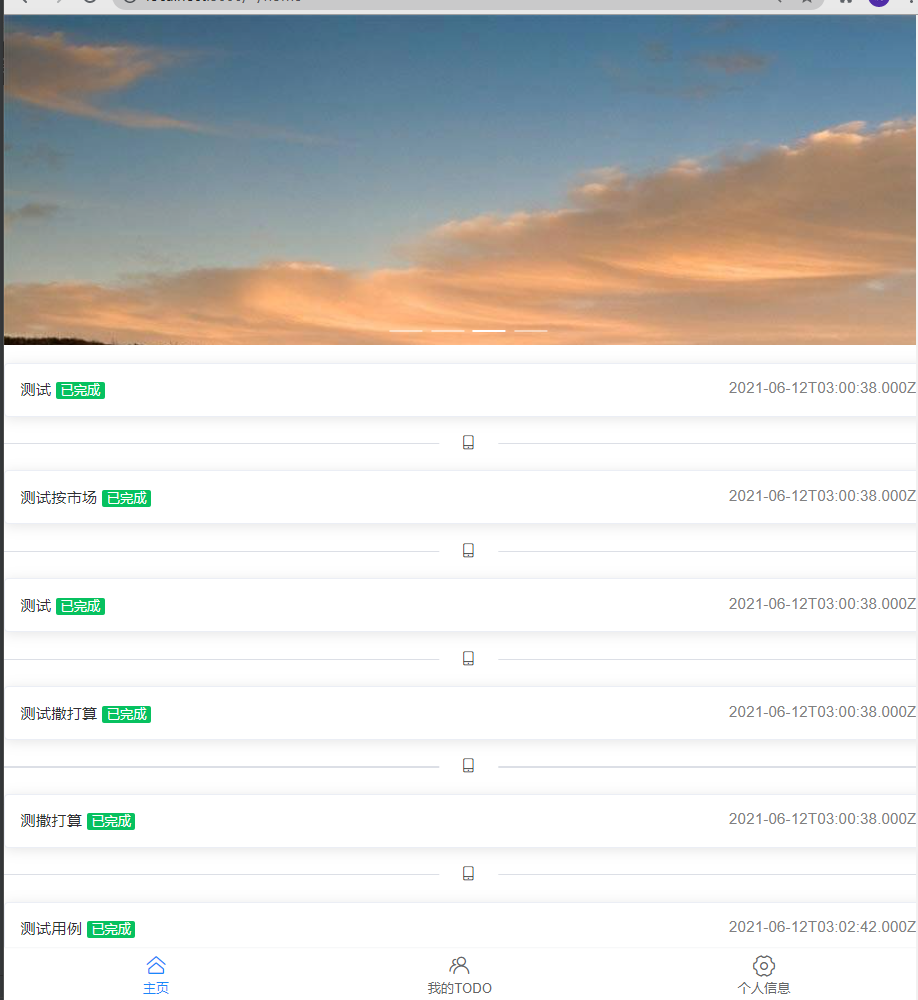 测试 已完成 2021-06-12T03:00:38.000Z
测试按市场 已完成 2021-06-12T03:00:38.000Z
测试 已完成 2021-06-12T03:00:38.000Z
测试撒打算 已完成 2021-06-12T03:00:38.000Z
测撒打算 已完成 2021-06-12T03:00:38.000Z
测试用例 已完成 2021-06-12T03:02:42.000Z
主页 我的TODO 个人信息